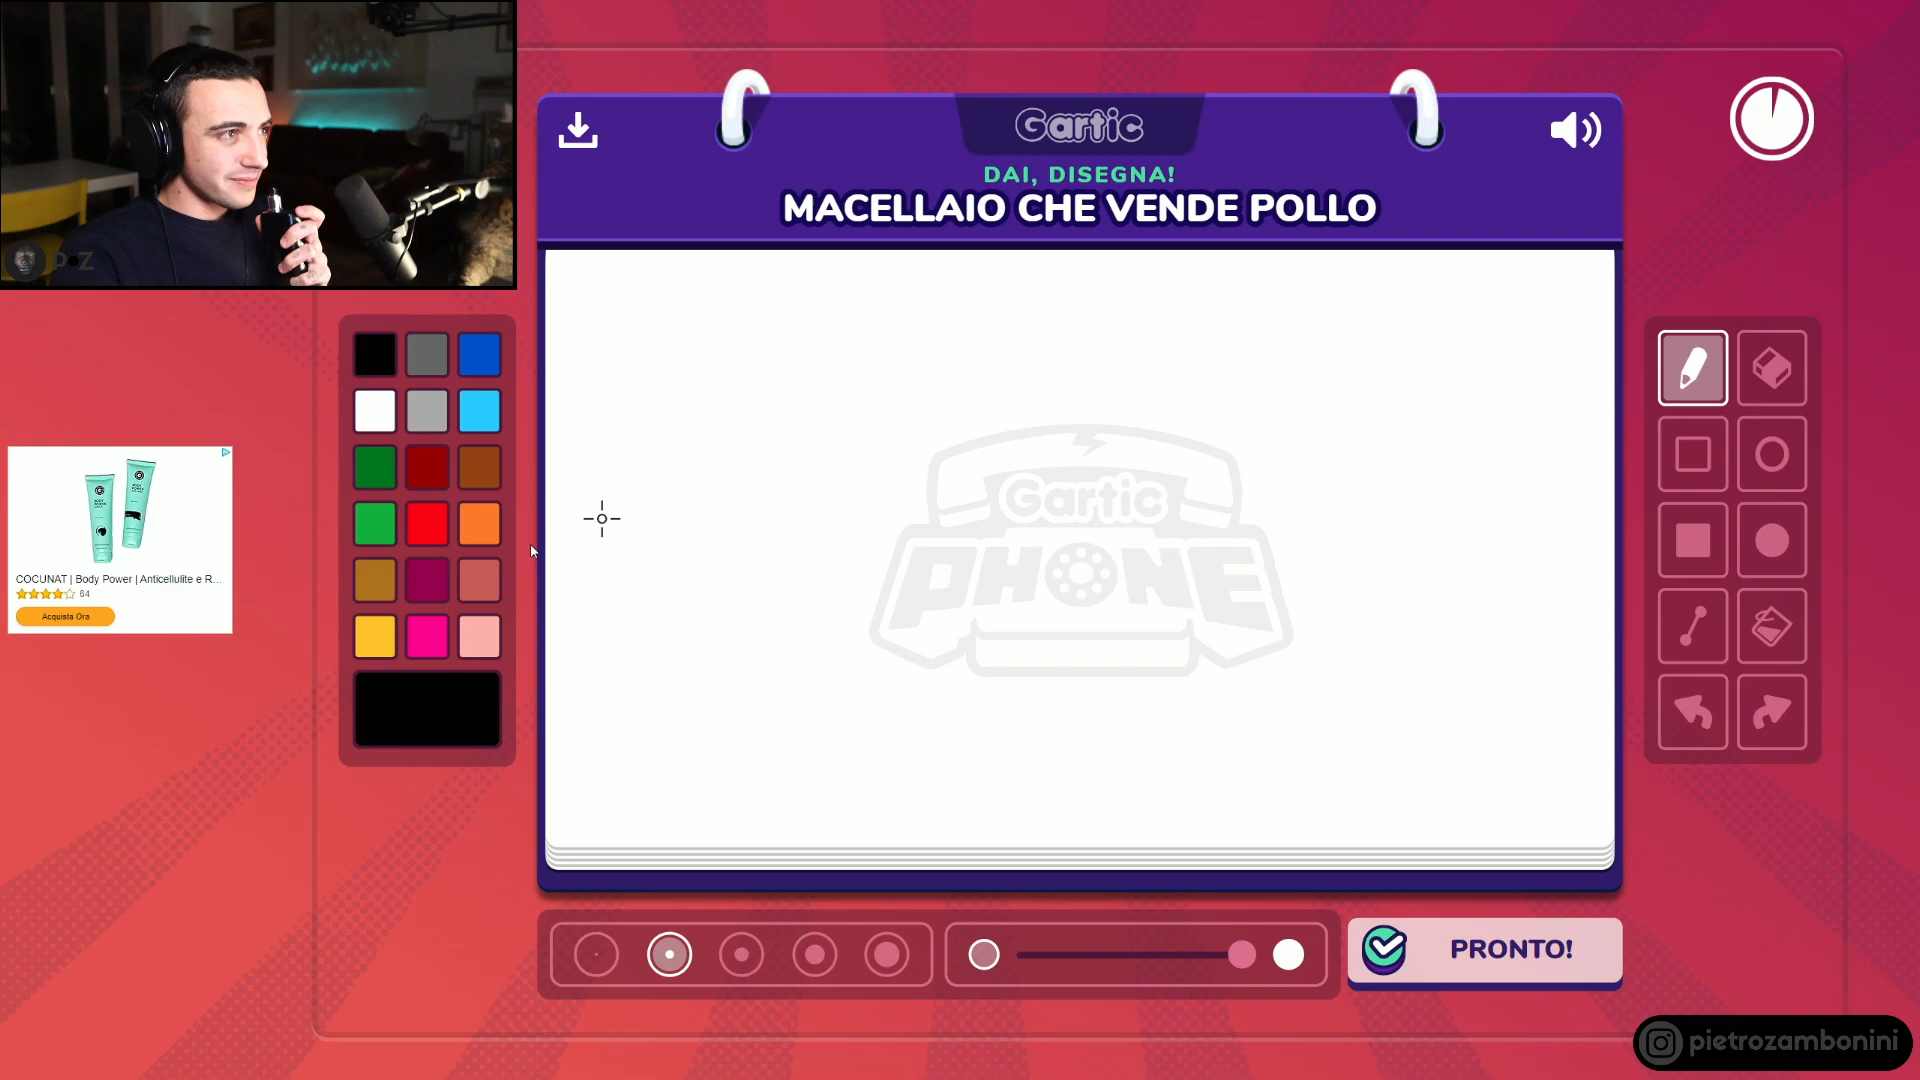 Gartic
DAI, DISEGNA!
MACELLAIO CHE VENDE POLLO
P•Z
Gartic
PHONE
COCUNAT | Body Power | Anticellulite e R...
64
Acquista Ora
PRONTO!
pietrozambonini